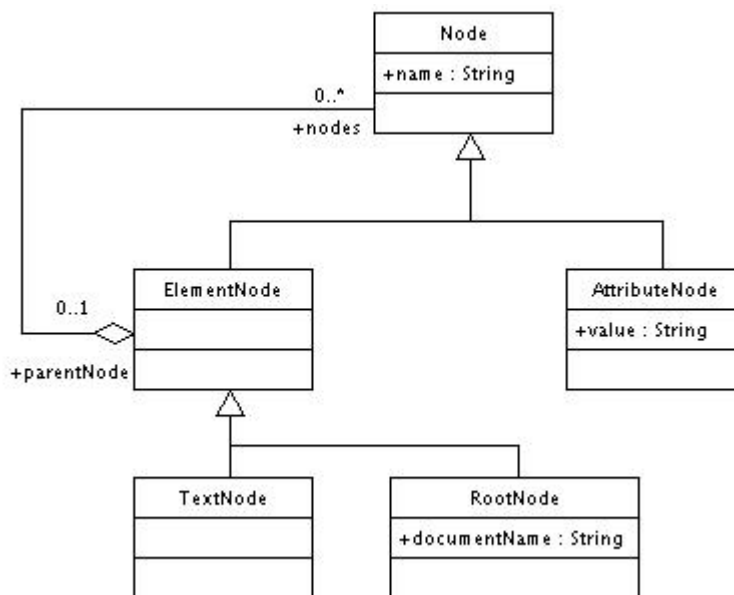 Node
+name : String
0..*
+nodes
ElementNode
AttributeNode
+value : String
0..1
+parentNode
TextNode
RootNode
+documentName : String